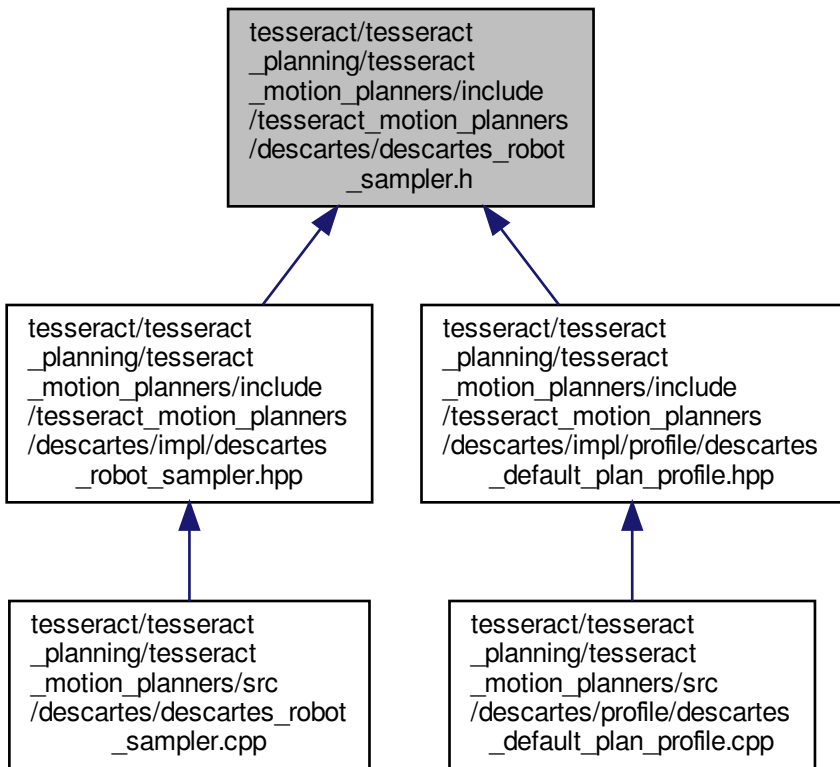 tesseract/tesseract
_planning/tesseract
_motion_planners/include
/tesseract_motion_planners
/descartes/descartes_robot
_sampler.h
tesseract/tesseract
_planning/tesseract
_motion_planners/include
/tesseract_motion_planners
/descartes/impl/descartes
_robot_sampler.hpp
tesseract/tesseract
_planning/tesseract
_motion_planners/include
/tesseract_motion_planners
/descartes/impl/profile/descartes
_default_plan_profile.hpp
tesseract/tesseract
_planning/tesseract
_motion_planners/src
/descartes/descartes_robot
_sampler.cpp
tesseract/tesseract
_planning/tesseract
_motion_planners/src
/descartes/profile/descartes
_default_plan_profile.cpp